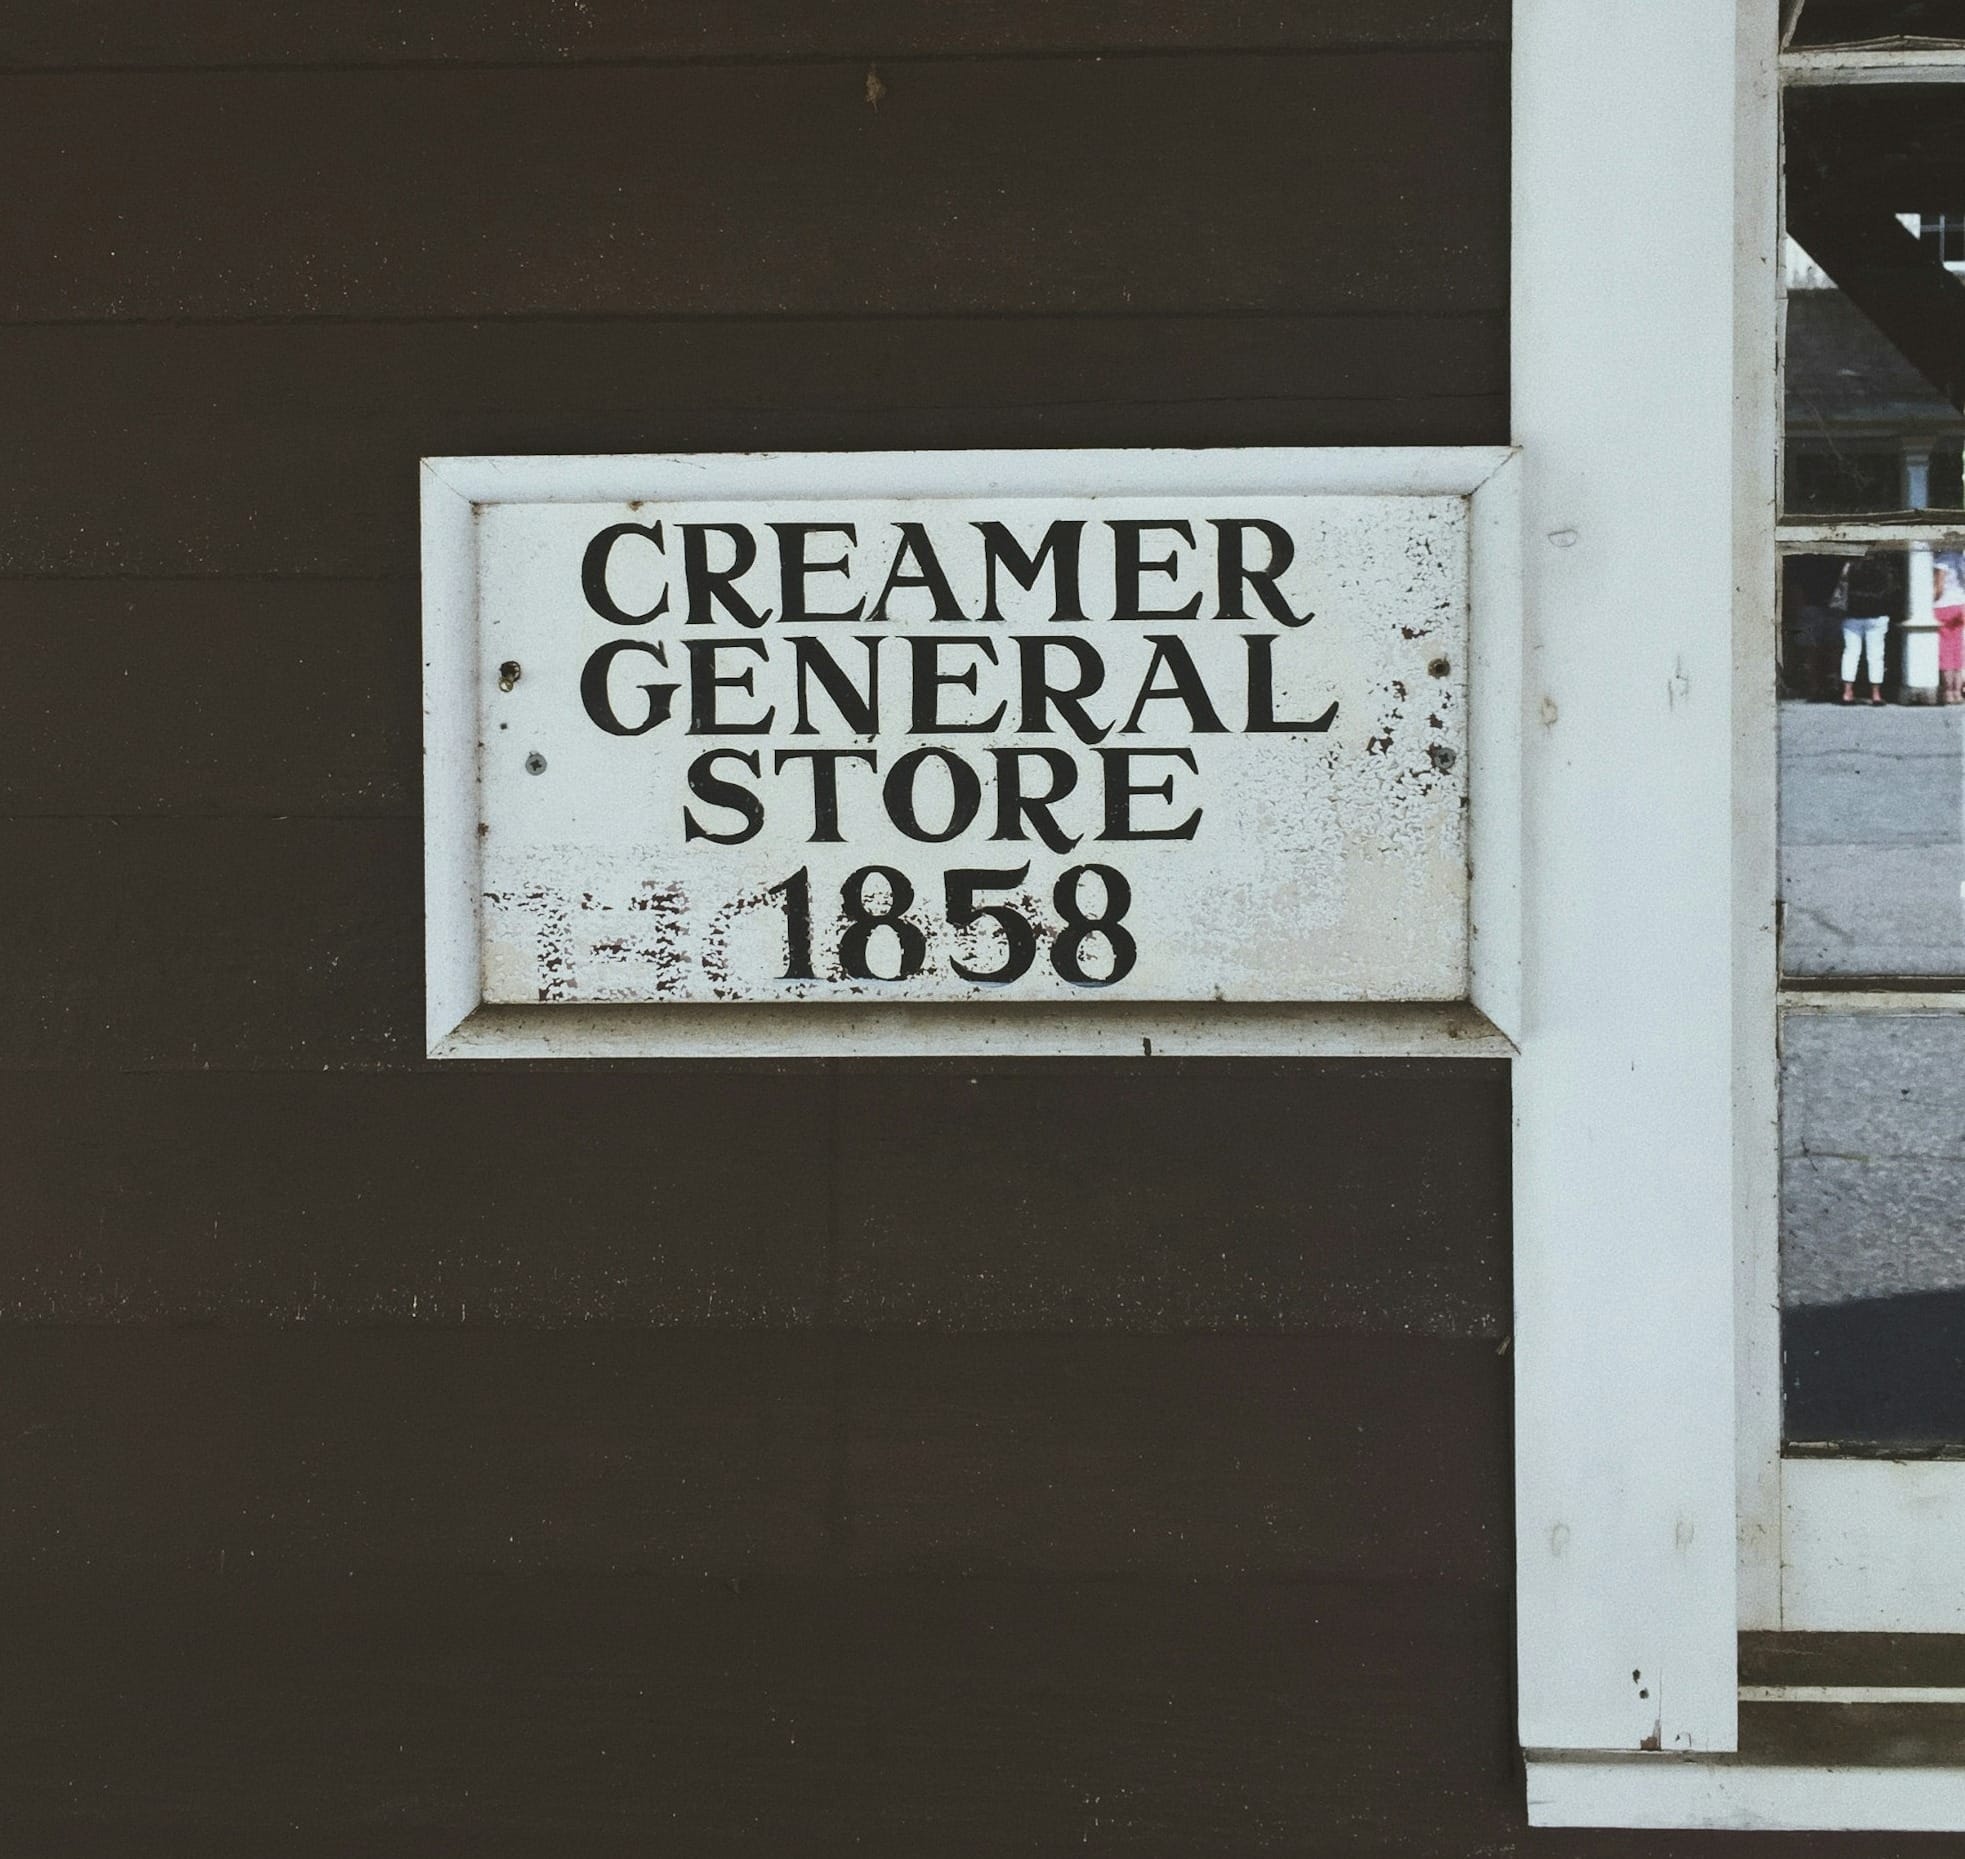 CREAMER
GENERAL
STORE
1858